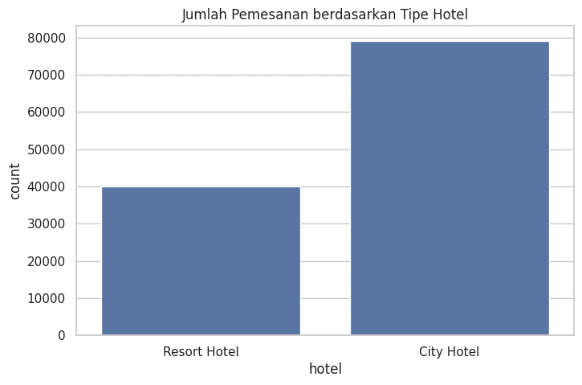 Jumlah Pemesanan berdasarkan Tipe Hotel
80000
70000
60000
50000
40000
30000
20000
10000
0
count
Resort Hotel
City Hotel
hotel